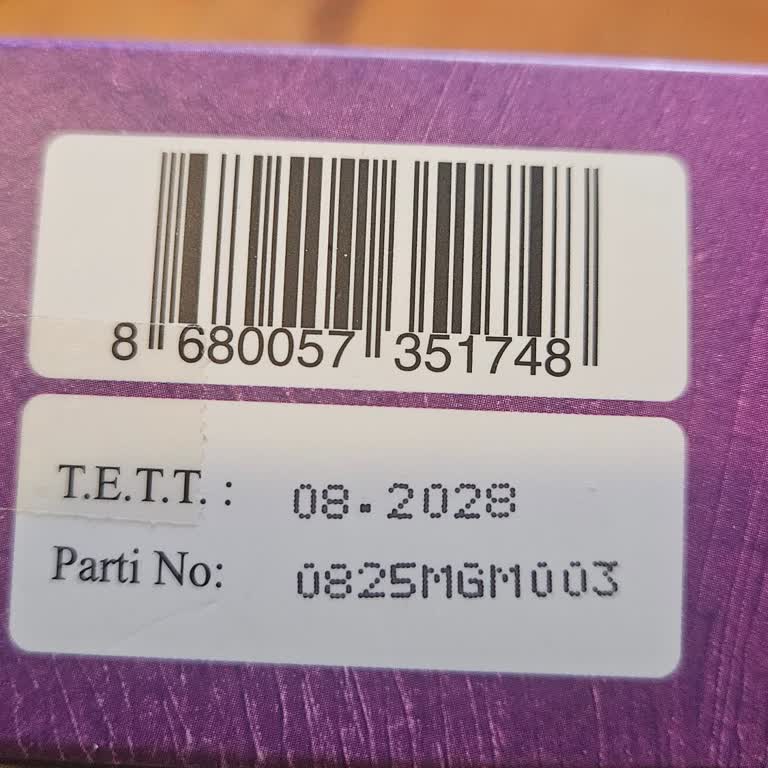 8 680057 351748
T.E.T.T. : 08.2028
Parti No: 0825MGM003